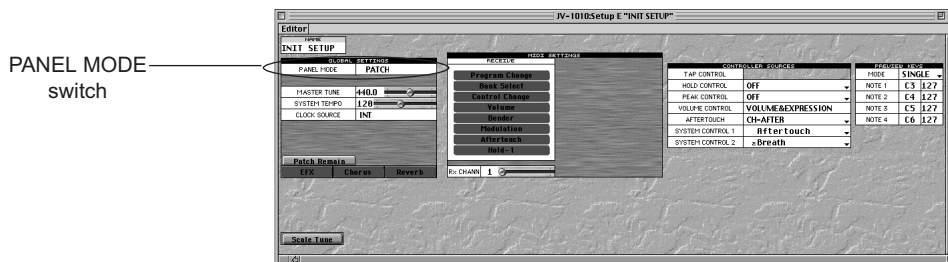 JV-1010:Setup E "INIT SETUP"
Editor
NAME
INIT SETUP
PANEL MODE
switch
GLOBAL SETTINGS
PANEL MODE PATCH
MASTER TUNE 440.0
SYSTEM TEMPO 120
CLOCK SOURCE INT
Patch Remain
EFX Chorus Reverb
MIDI SETTINGS
RECEIVE
Program Change
Bank Select
Control Change
Volume
Bender
Modulation
Aftertouch
Hold-1
Rx CHANN 1
CONTROLLER SOURCES
TAP CONTROL
HOLD CONTROL OFF
PEAK CONTROL OFF
VOLUME CONTROL VOLUME&EXPRESSION
AFTERTOUCH CH-AFTER
SYSTEM CONTROL 1 Aftertouch
SYSTEM CONTROL 2 2Breath
PREVIEW KEYS
MODE SINGLE
NOTE 1 C3 127
NOTE 2 C4 127
NOTE 3 C5 127
NOTE 4 C6 127
Scale Tune